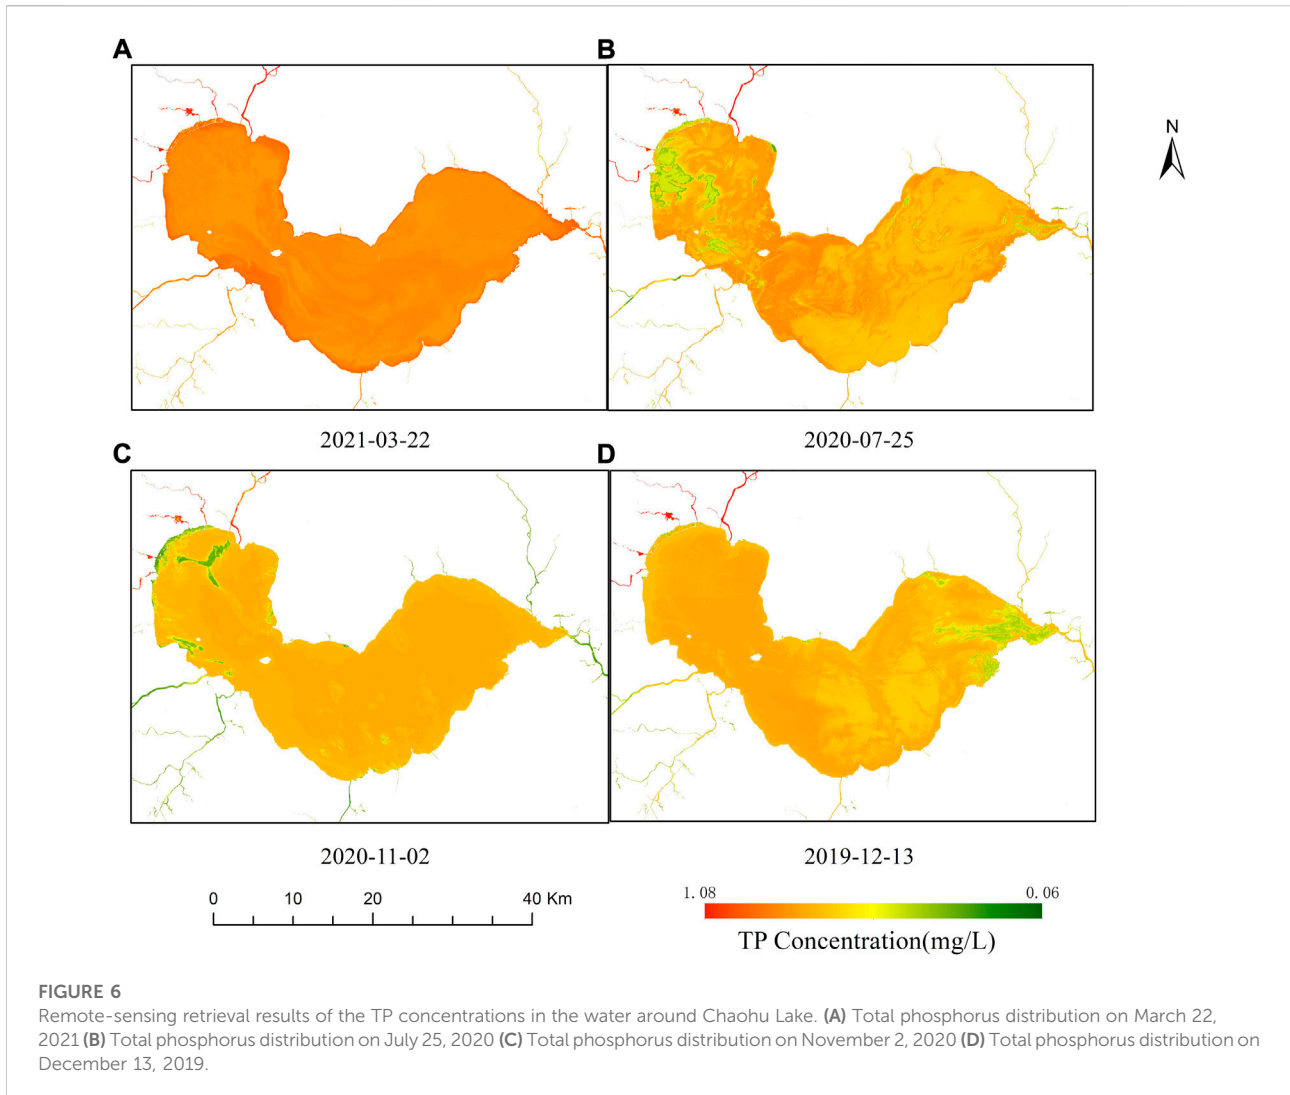 A
B
N
2021-03-22
2020-07-25
C
D
2020-11-02
2019-12-13
0 10 20 40 Km
1.08 0.06
TP Concentration(mg/L)
FIGURE 6
Remote-sensing retrieval results of the TP concentrations in the water around Chaohu Lake. (A) Total phosphorus distribution on March 22,
2021 (B) Total phosphorus distribution on July 25, 2020 (C) Total phosphorus distribution on November 2, 2020 (D) Total phosphorus distribution on
December 13, 2019.